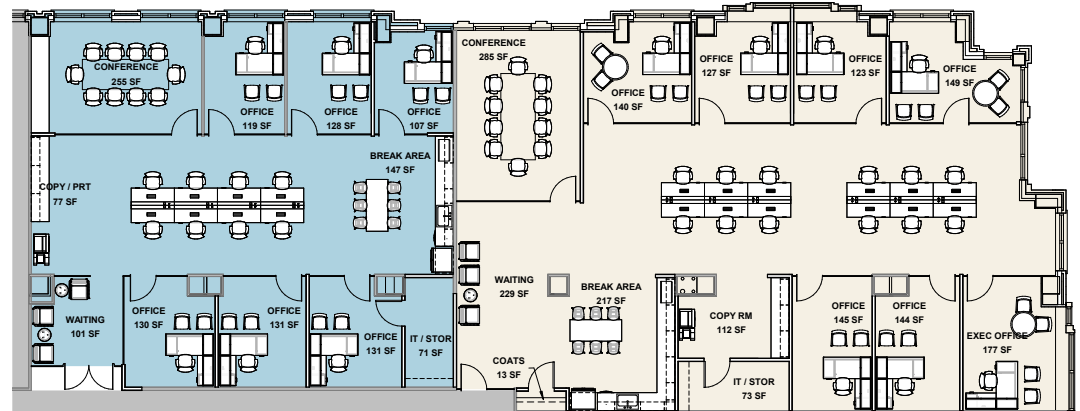 CONFERENCE
255 SF
OFFICE
119 SF
OFFICE
128 SF
OFFICE
107 SF
COPY / PRT
77 SF
BREAK AREA
147 SF
WAITING
101 SF
OFFICE
130 SF
OFFICE
131 SF
OFFICE
131 SF
IT / STOR
71 SF
CONFERENCE
285 SF
OFFICE
140 SF
OFFICE
127 SF
OFFICE
123 SF
OFFICE
149 SF
WAITING
229 SF
BREAK AREA
217 SF
COATS
13 SF
COPY RM
112 SF
IT / STOR
73 SF
OFFICE
145 SF
OFFICE
144 SF
EXEC OFFICE
177 SF